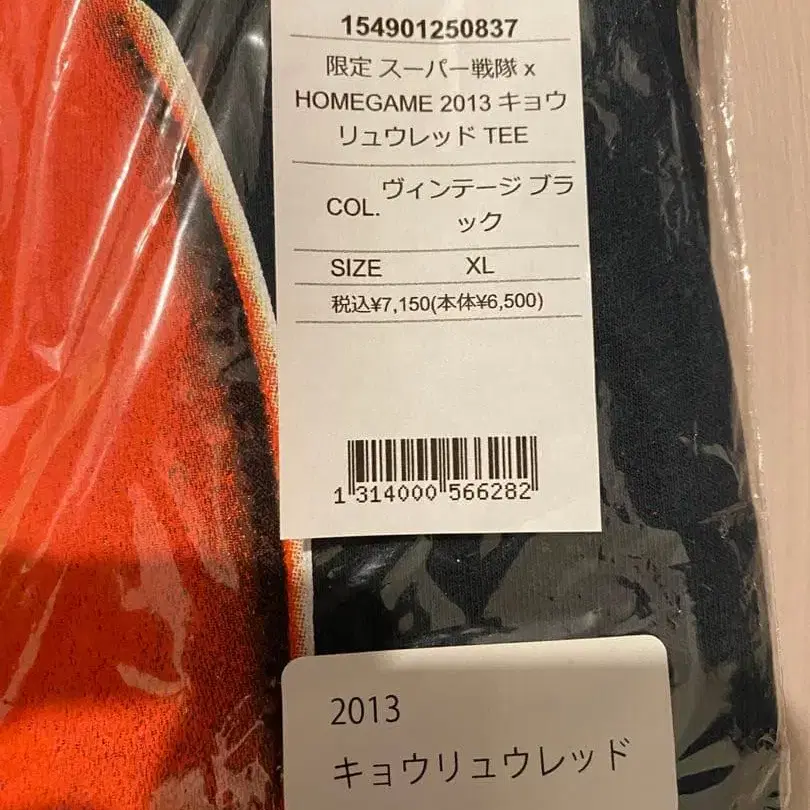 154901250837
限定 スーパー戦隊 x
HOMEGAME 2013 キョウ
リュウレッド TEE
COL. ヴィンテージ ブラ
ック
SIZE XL
税込¥7,150(本体¥6,500)
1 314000 566282
2013
キョウリュウレッド